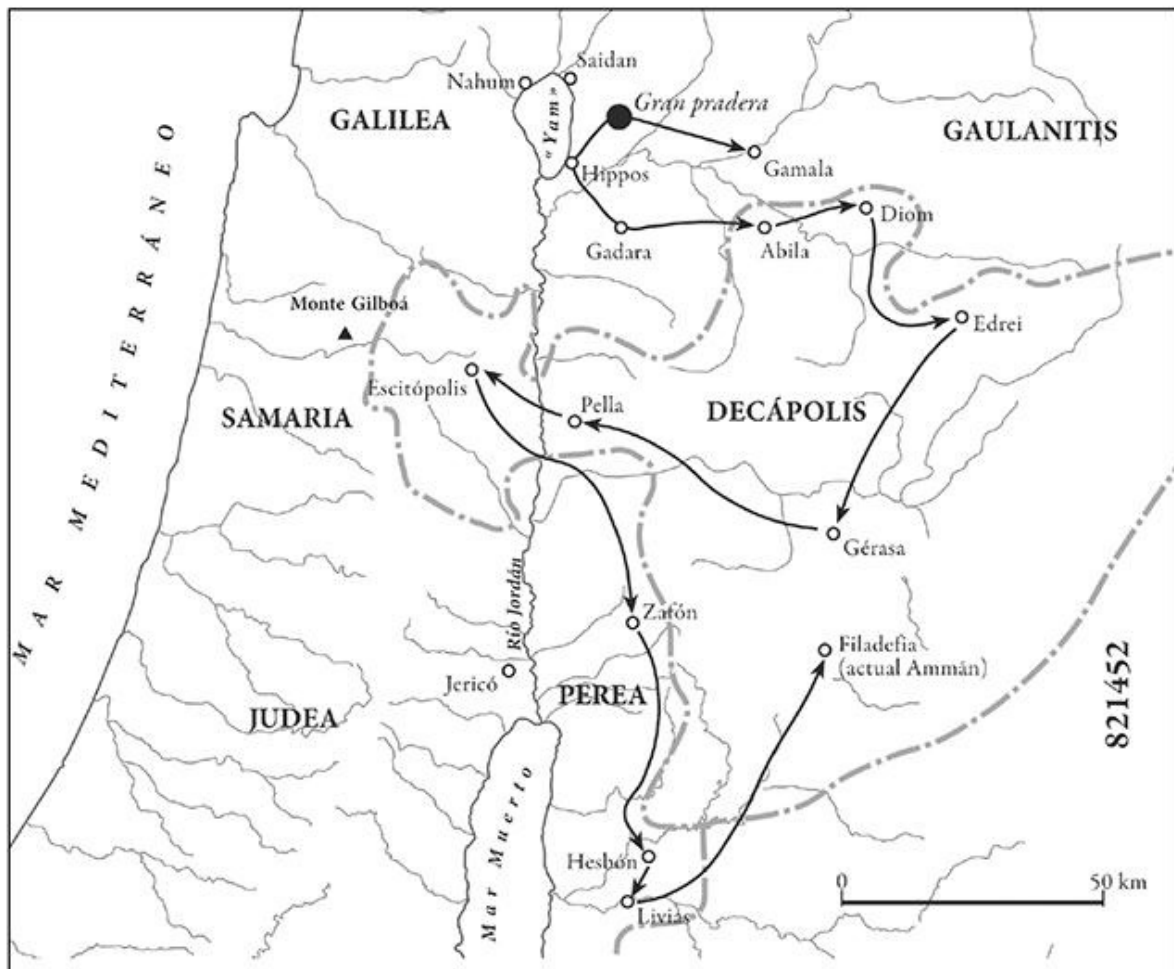 Saidan
Nahum
Gran pradera
GALILEA
« Yam »
GAULANITIS
Gamala
Hippos
Diom
Gadara
Abila
MAR MEDITERRÁNEO
Monte Gilboá
Edrei
Escitópolis
SAMARIA
Pella
DECÁPOLIS
Gérasa
Río Jordán
Zafón
Filadefia
(actual Ammán)
Jericó
PEREA
JUDEA
821452
Mar Muerto
Hesbón
0
50 km
Livias